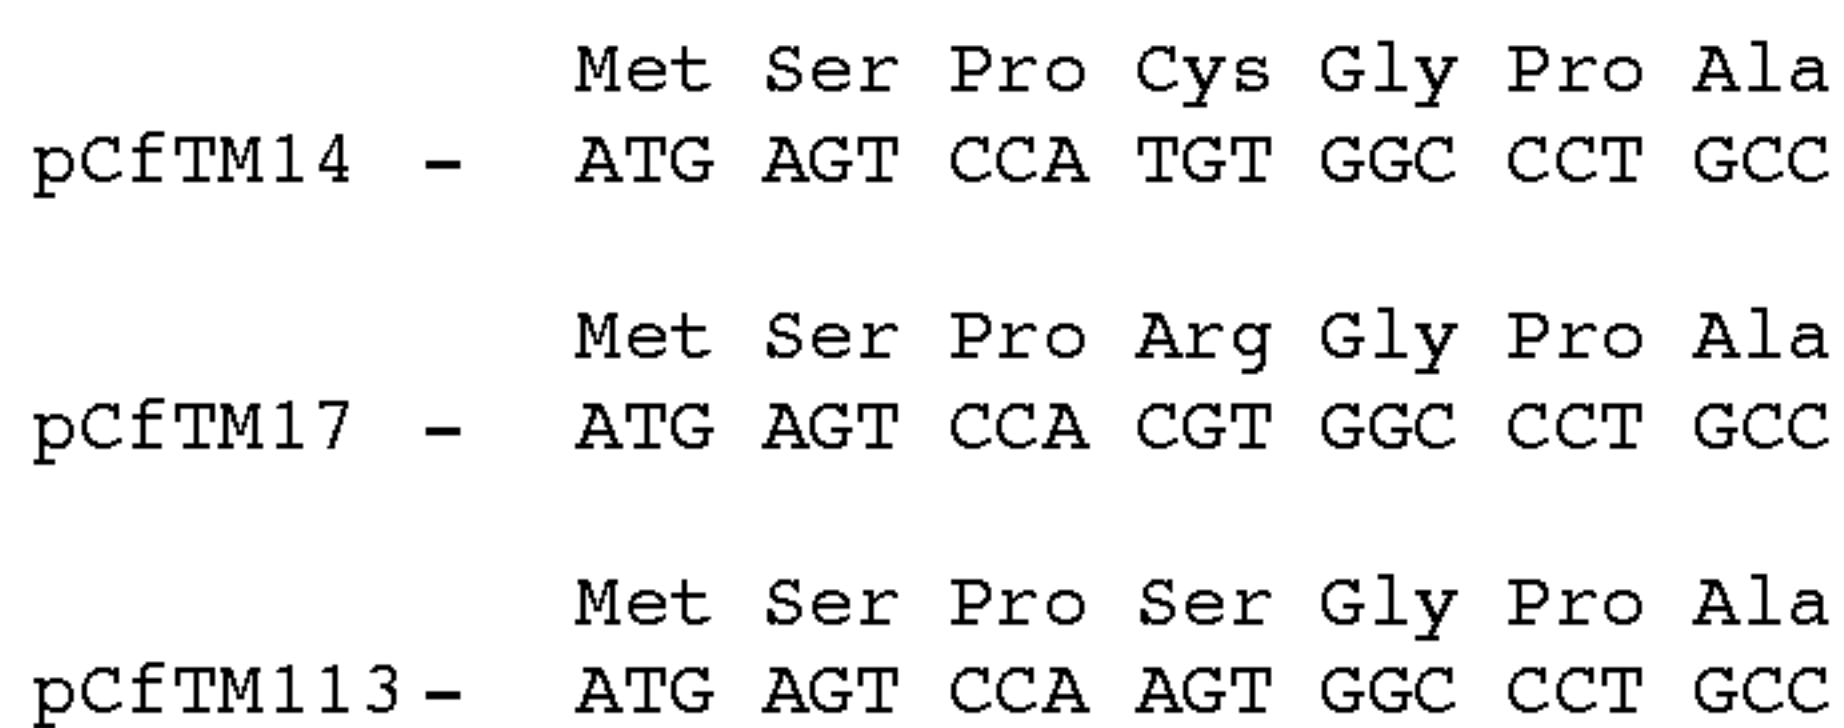 Met Ser Pro Cys Gly Pro Ala
pCfTM14 - ATG AGT CCA TGT GGC CCT GCC
Met Ser Pro Arg Gly Pro Ala
pCfTM17 - ATG AGT CCA CGT GGC CCT GCC
Met Ser Pro Ser Gly Pro Ala
pCfTM113 - ATG AGT CCA AGT GGC CCT GCC